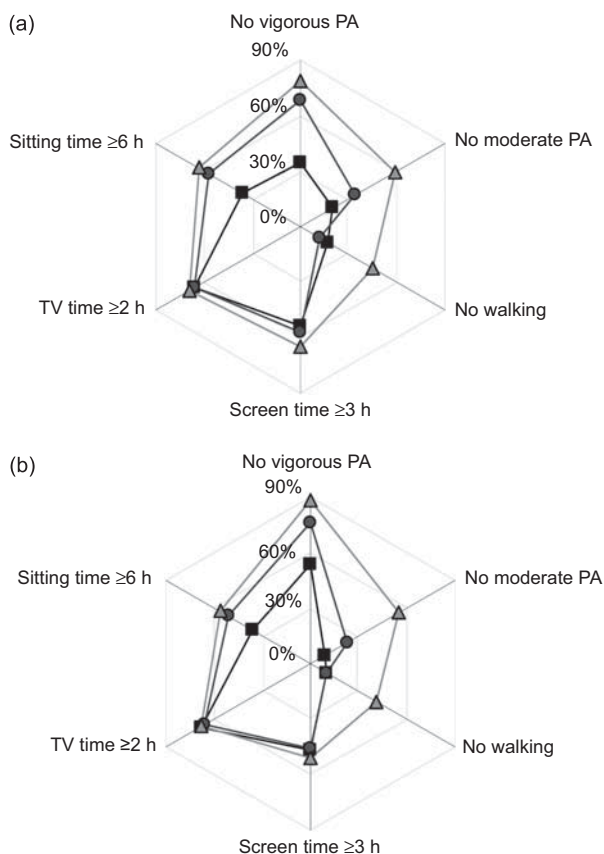 (a)
No vigorous PA
90%
60%
30%
0%
Sitting time ≥6 h
No moderate PA
TV time ≥2 h
No walking
Screen time ≥3 h
(b)
No vigorous PA
90%
60%
30%
0%
Sitting time ≥6 h
No moderate PA
TV time ≥2 h
No walking
Screen time ≥3 h